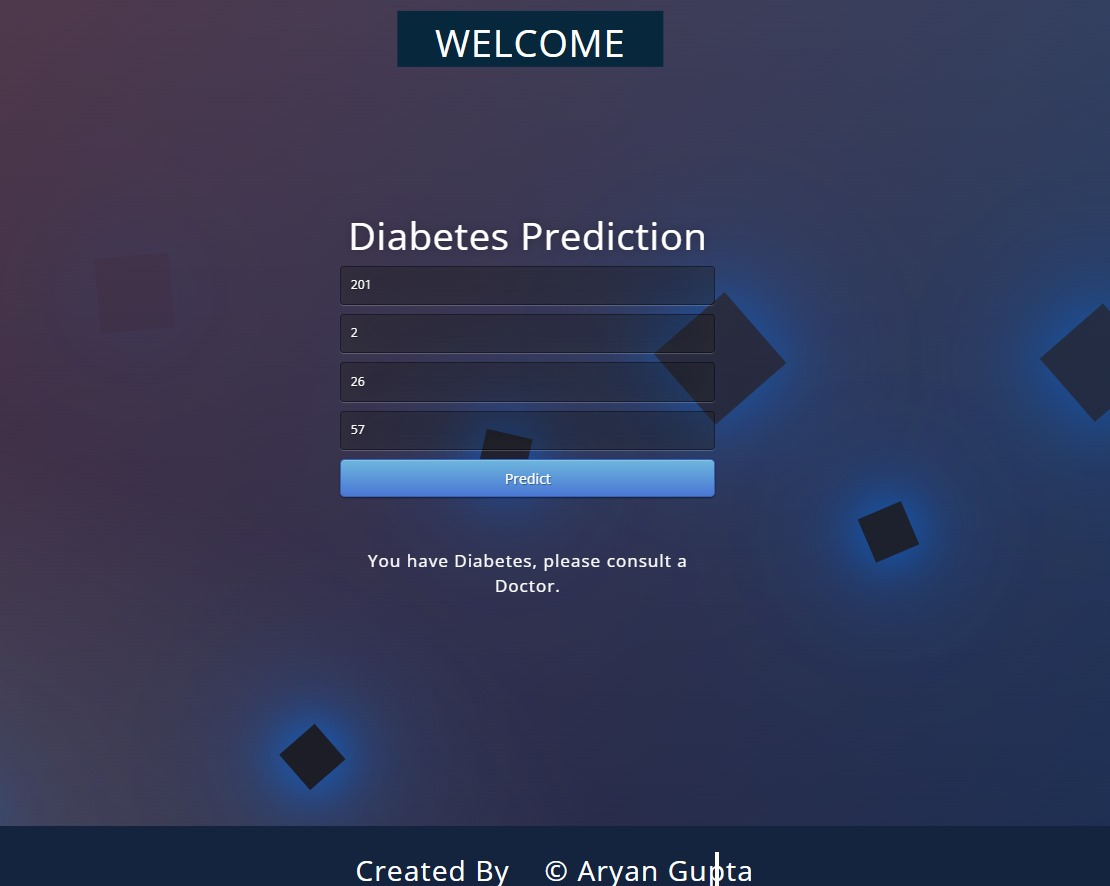 WELCOME
Diabetes Prediction
201
2
26
57
Predict
You have Diabetes, please consult a
Doctor.
Created By © Aryan Gupta